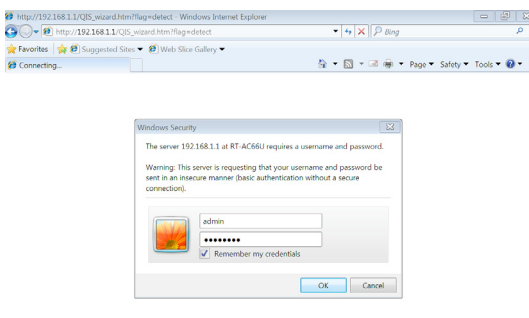 http://192.168.1.1/QIS_wizard.htm?flag=detect - Windows Internet Explorer
http://192.168.1.1/QIS_wizard.htm?flag=detect
Bing
Favorites Suggested Sites Web Slice Gallery
Connecting...
Page Safety Tools
Windows Security
The server 192.168.1.1 at RT-AC66U requires a username and password.
Warning: This server is requesting that your username and password be
sent in an insecure manner (basic authentication without a secure
connection).
admin
••••••••
Remember my credentials
OK Cancel